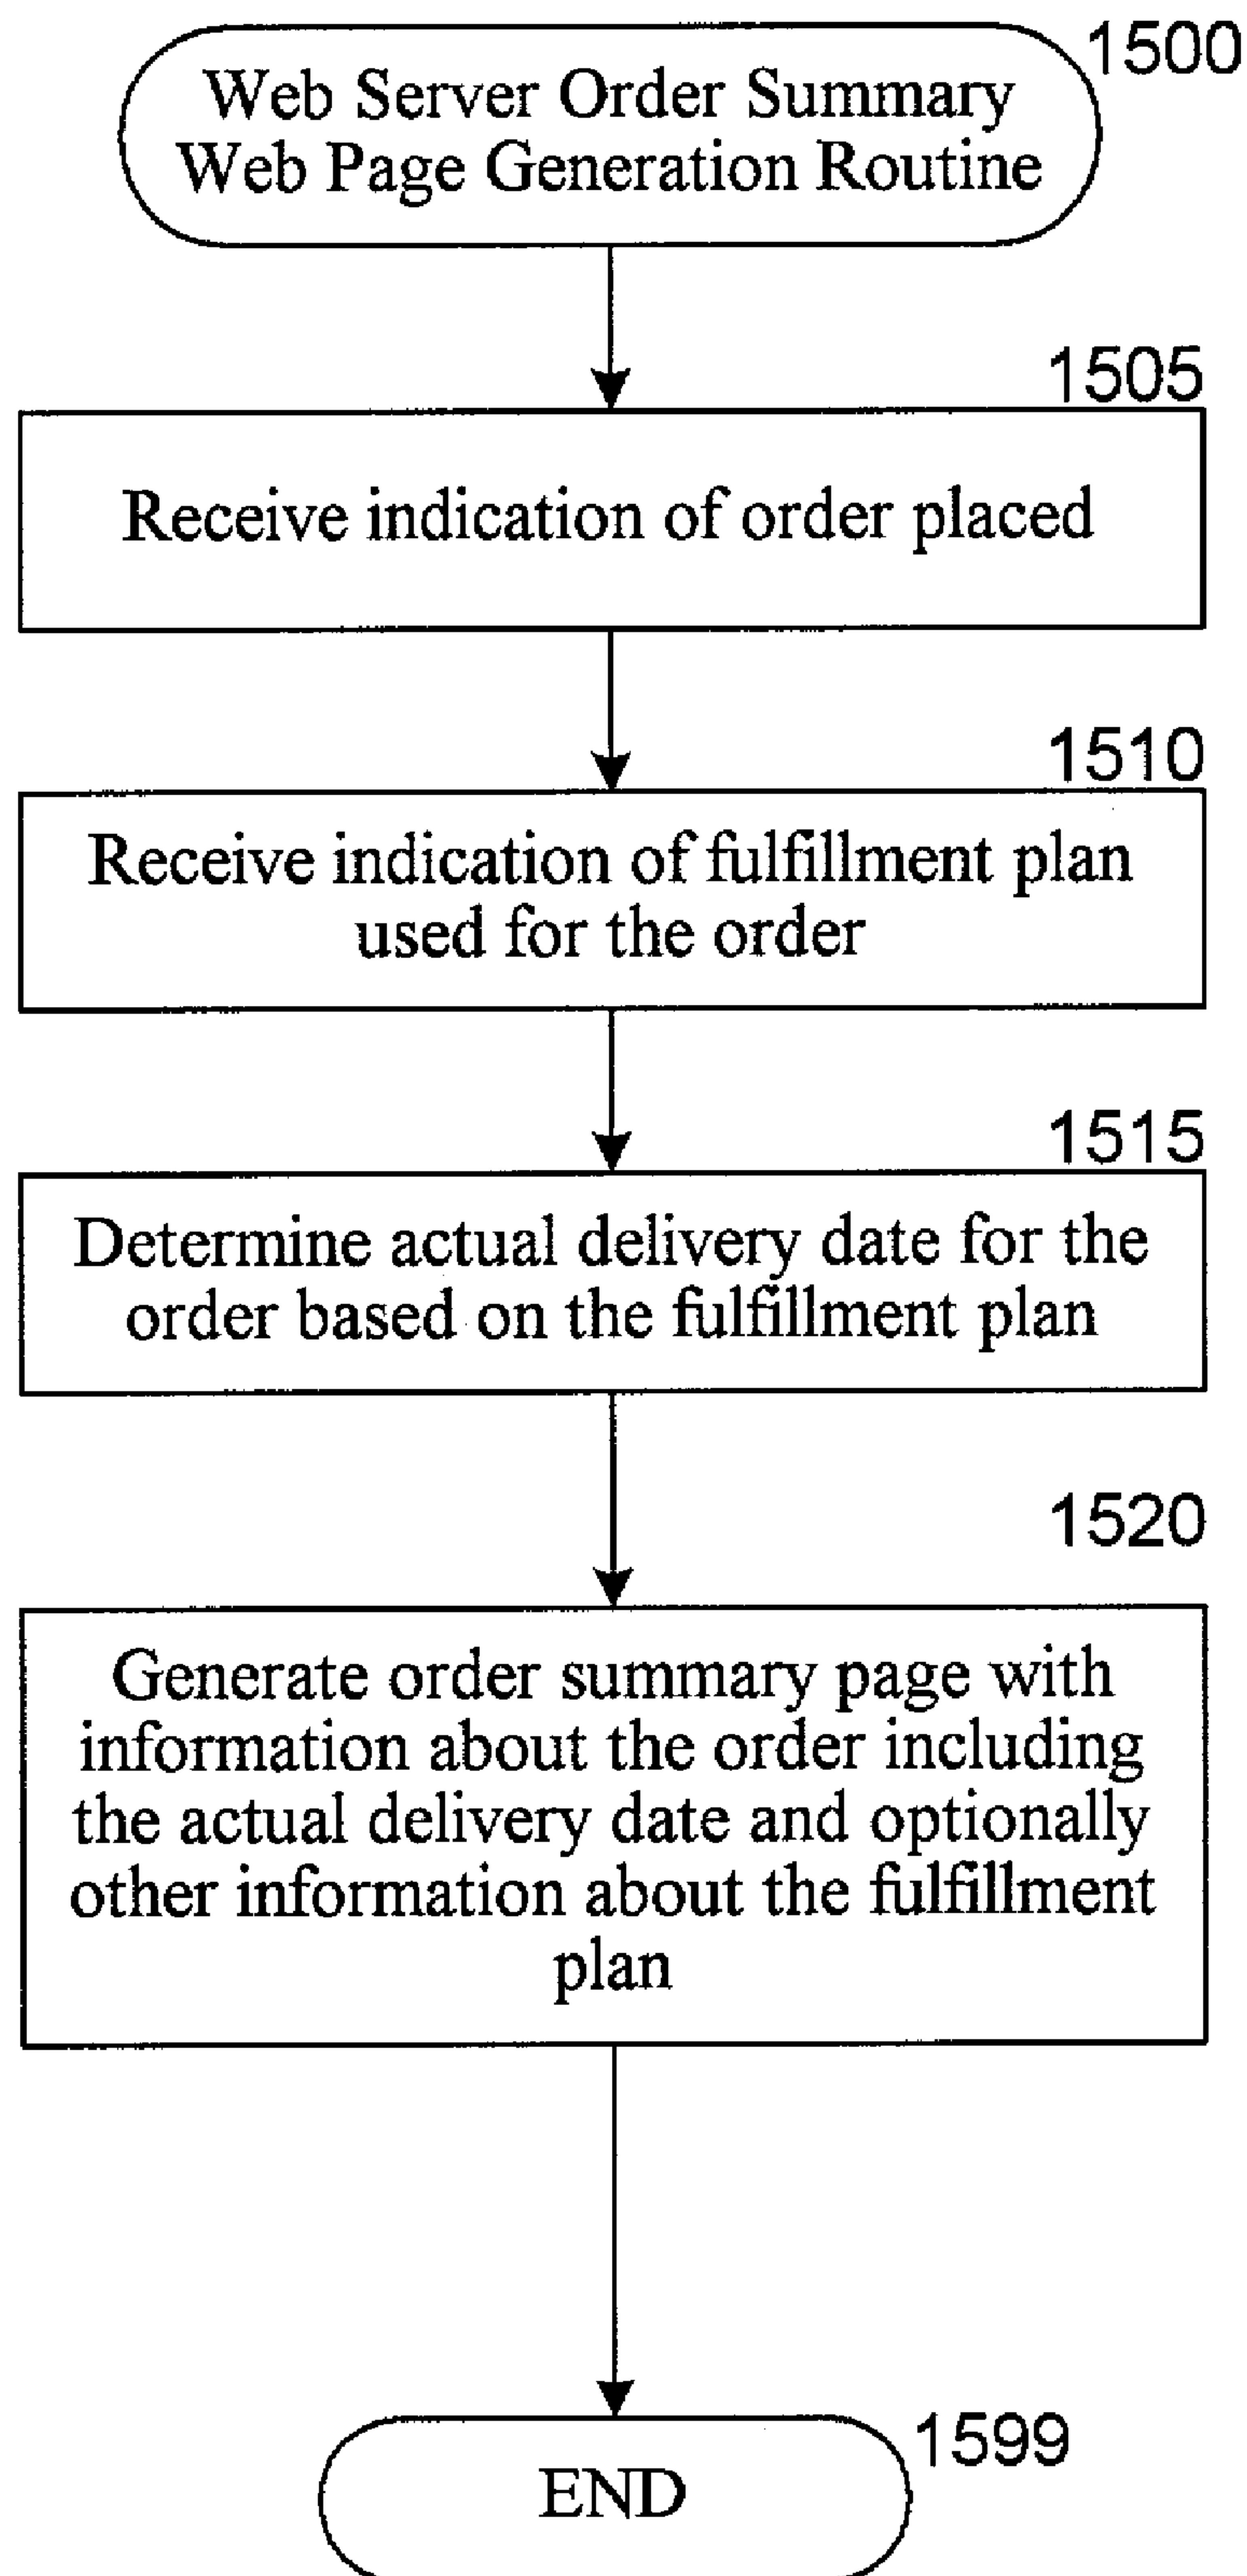 1500
Web Server Order Summary
Web Page Generation Routine
1505
Receive indication of order placed
1510
Receive indication of fulfillment plan
used for the order
1515
Determine actual delivery date for the
order based on the fulfillment plan
1520
Generate order summary page with
information about the order including
the actual delivery date and optionally
other information about the fulfillment
plan
1599
END